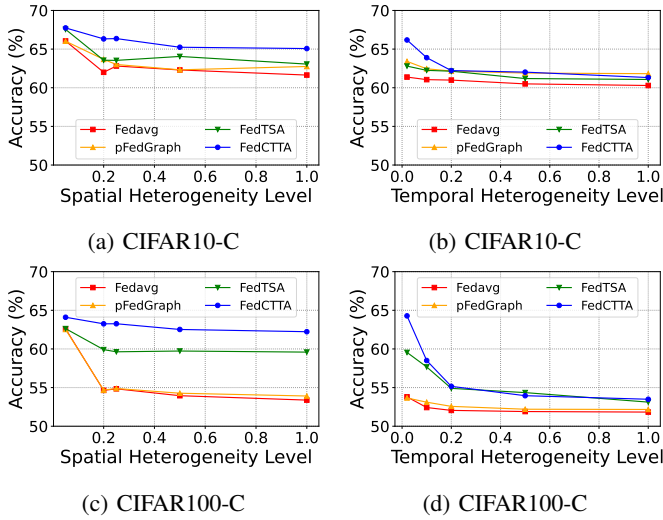 70
65
60
55
50
Accuracy (%)
Fedavg
pFedGraph
FedTSA
FedCTTA
0.2 0.4 0.6 0.8 1.0
Spatial Heterogeneity Level
(a) CIFAR10-C
70
65
60
55
50
Accuracy (%)
Fedavg
pFedGraph
FedTSA
FedCTTA
0.0 0.2 0.4 0.6 0.8 1.0
Temporal Heterogeneity Level
(b) CIFAR10-C
70
65
60
55
50
Accuracy (%)
Fedavg
pFedGraph
FedTSA
FedCTTA
0.2 0.4 0.6 0.8 1.0
Spatial Heterogeneity Level
(c) CIFAR100-C
70
65
60
55
50
Accuracy (%)
Fedavg
pFedGraph
FedTSA
FedCTTA
0.0 0.2 0.4 0.6 0.8 1.0
Temporal Heterogeneity Level
(d) CIFAR100-C